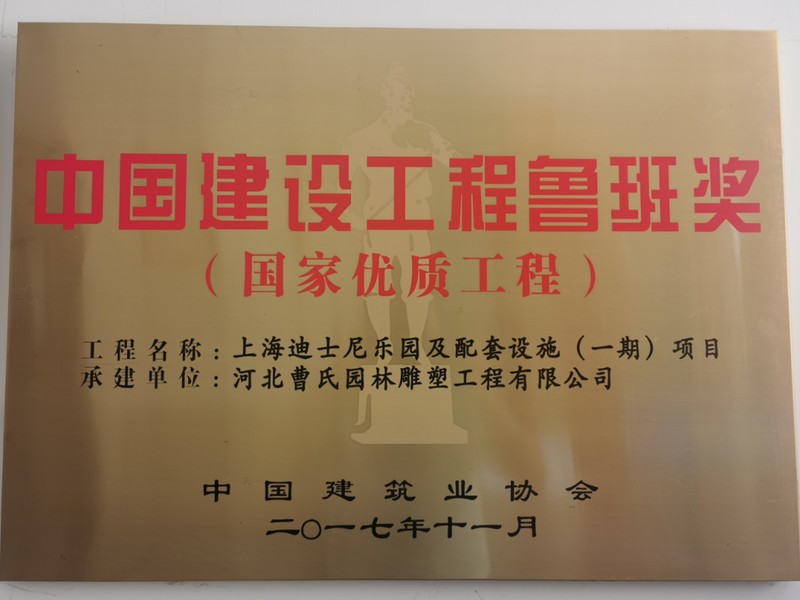 中国建设工程鲁班奖
（国家优质工程）
工程名称：上海迪士尼乐园及配套设施（一期）项目
承建单位：河北曹氏园林雕塑工程有限公司
中国建筑业协会
二〇一七年十一月